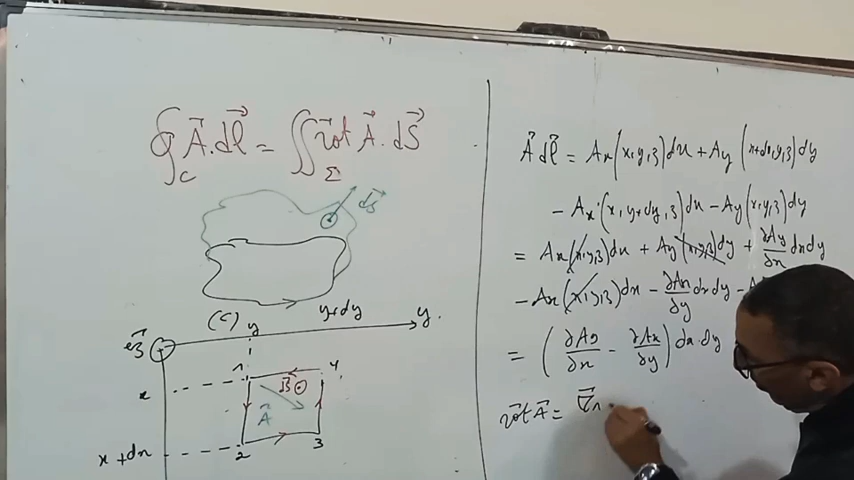 ∮_C A⃗ . dl⃗ = ∬_Σ rot⃗ A⃗ . dS⃗
dS⃗
(C)
y
y+dy
y
e⃗z
x
1
4
B⃗ ⊙
A⃗
x + dx
2
3
A⃗ dl⃗ = Ax(x,y,z)dx + Ay(x+dx,y,z)dy
- Ax(x, y+dy, z)dx - Ay(x,y,z)dy
= Ax(x,y,z)dx + Ay(x,y,z)dy + ∂Ay/∂x dxdy
- Ax(x,y,z)dx - ∂Ax/∂y dxdy - A
= (∂Ay/∂x - ∂Ax/∂y) dx.dy
rot⃗ A⃗ = ∇⃗ ∧